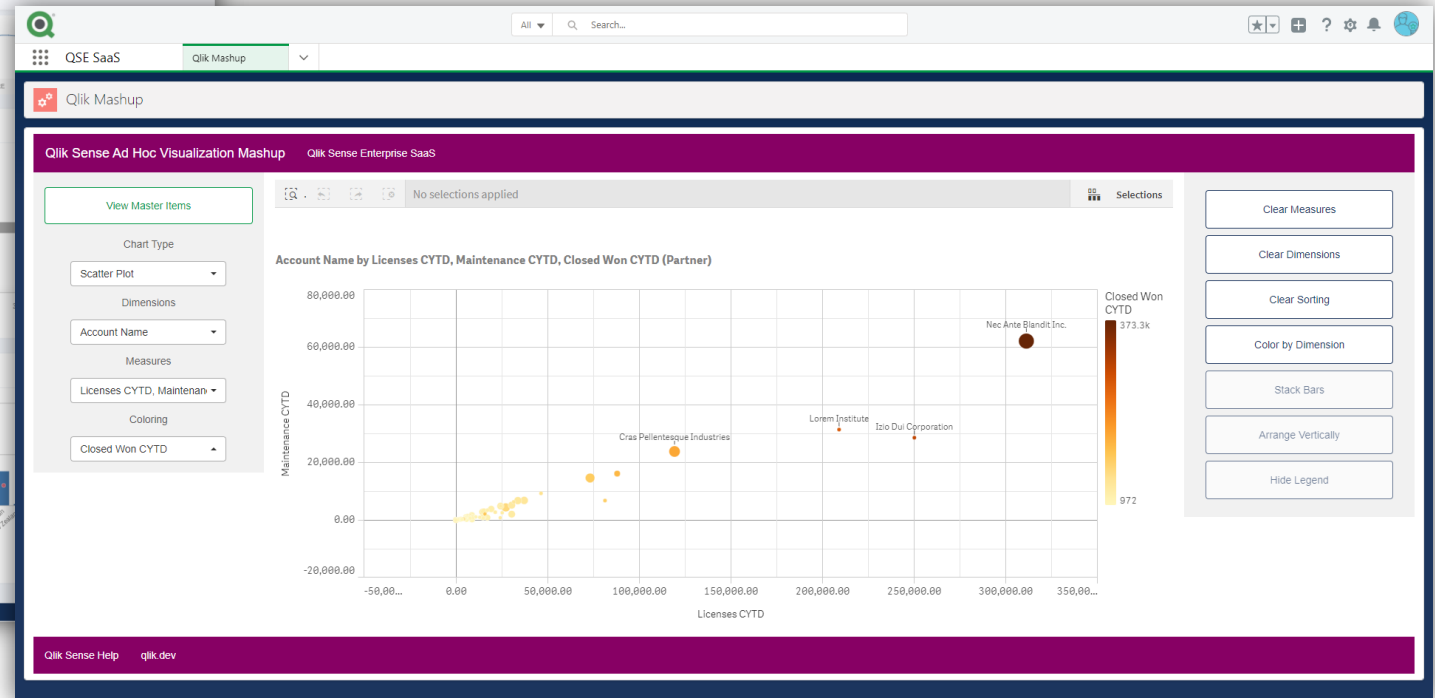 All
Search...
QSE SaaS
Qlik Mashup
Qlik Mashup
Qlik Sense Ad Hoc Visualization Mashup
Qlik Sense Enterprise SaaS
View Master Items
Chart Type
Scatter Plot
Dimensions
Account Name
Measures
Licenses CYTD, Maintenan
Coloring
Closed Won CYTD
No selections applied
Selections
Account Name by Licenses CYTD, Maintenance CYTD, Closed Won CYTD (Partner)
80,000.00
60,000.00
40,000.00
20,000.00
0.00
-20,000.00
Maintenance CYTD
Nec Ante Blandit Inc.
Lorem Institute
Izio Dui Corporation
Cras Pellentesque Industries
-50,00...
0.00
50,000.00
100,000.00
150,000.00
200,000.00
250,000.00
300,000.00
350,00...
Licenses CYTD
Closed Won
CYTD
373.3k
972
Clear Measures
Clear Dimensions
Clear Sorting
Color by Dimension
Stack Bars
Arrange Vertically
Hide Legend
Qlik Sense Help
qlik.dev